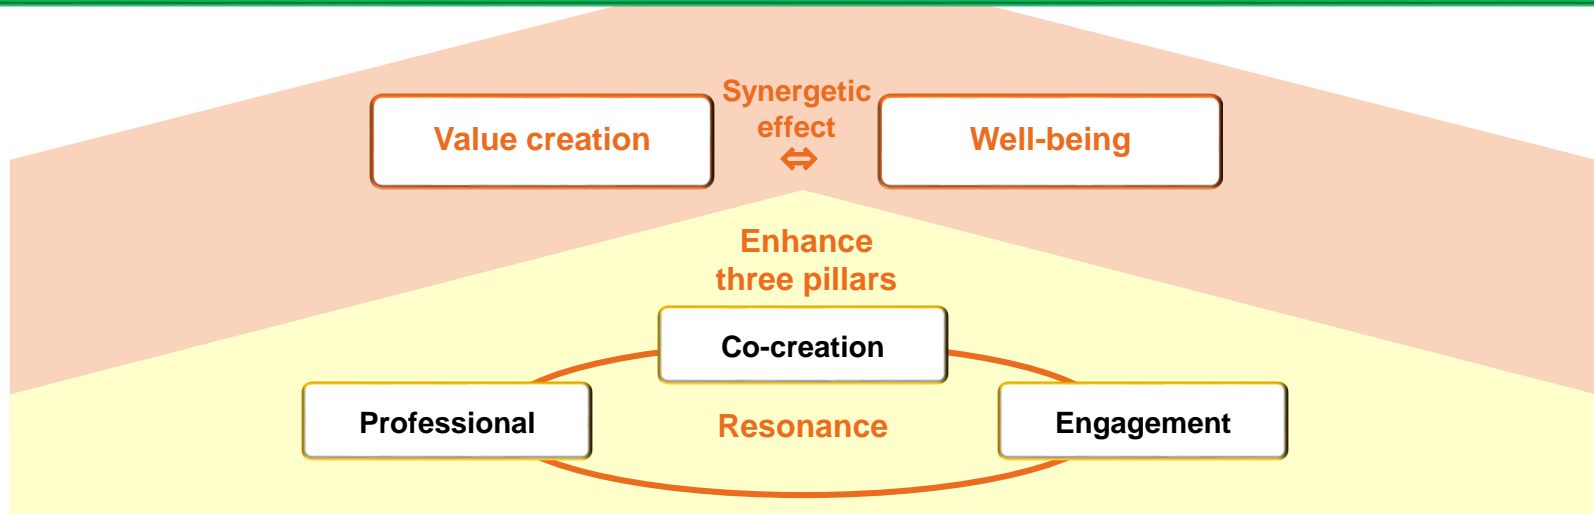 Synergetic
effect
⇔
Value creation
Well-being
Enhance
three pillars
Co-creation
Professional
Resonance
Engagement